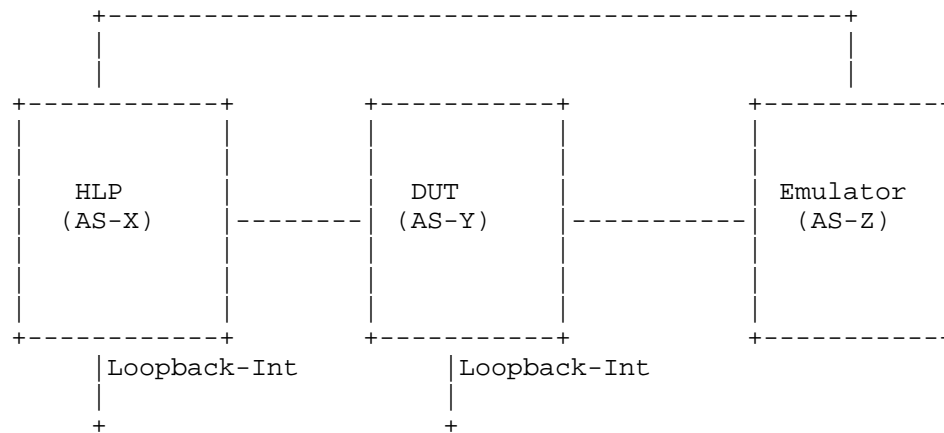 HLP DUT Emulator
(AS-X) (AS-Y) (AS-Z)
Loopback-Int Loopback-Int